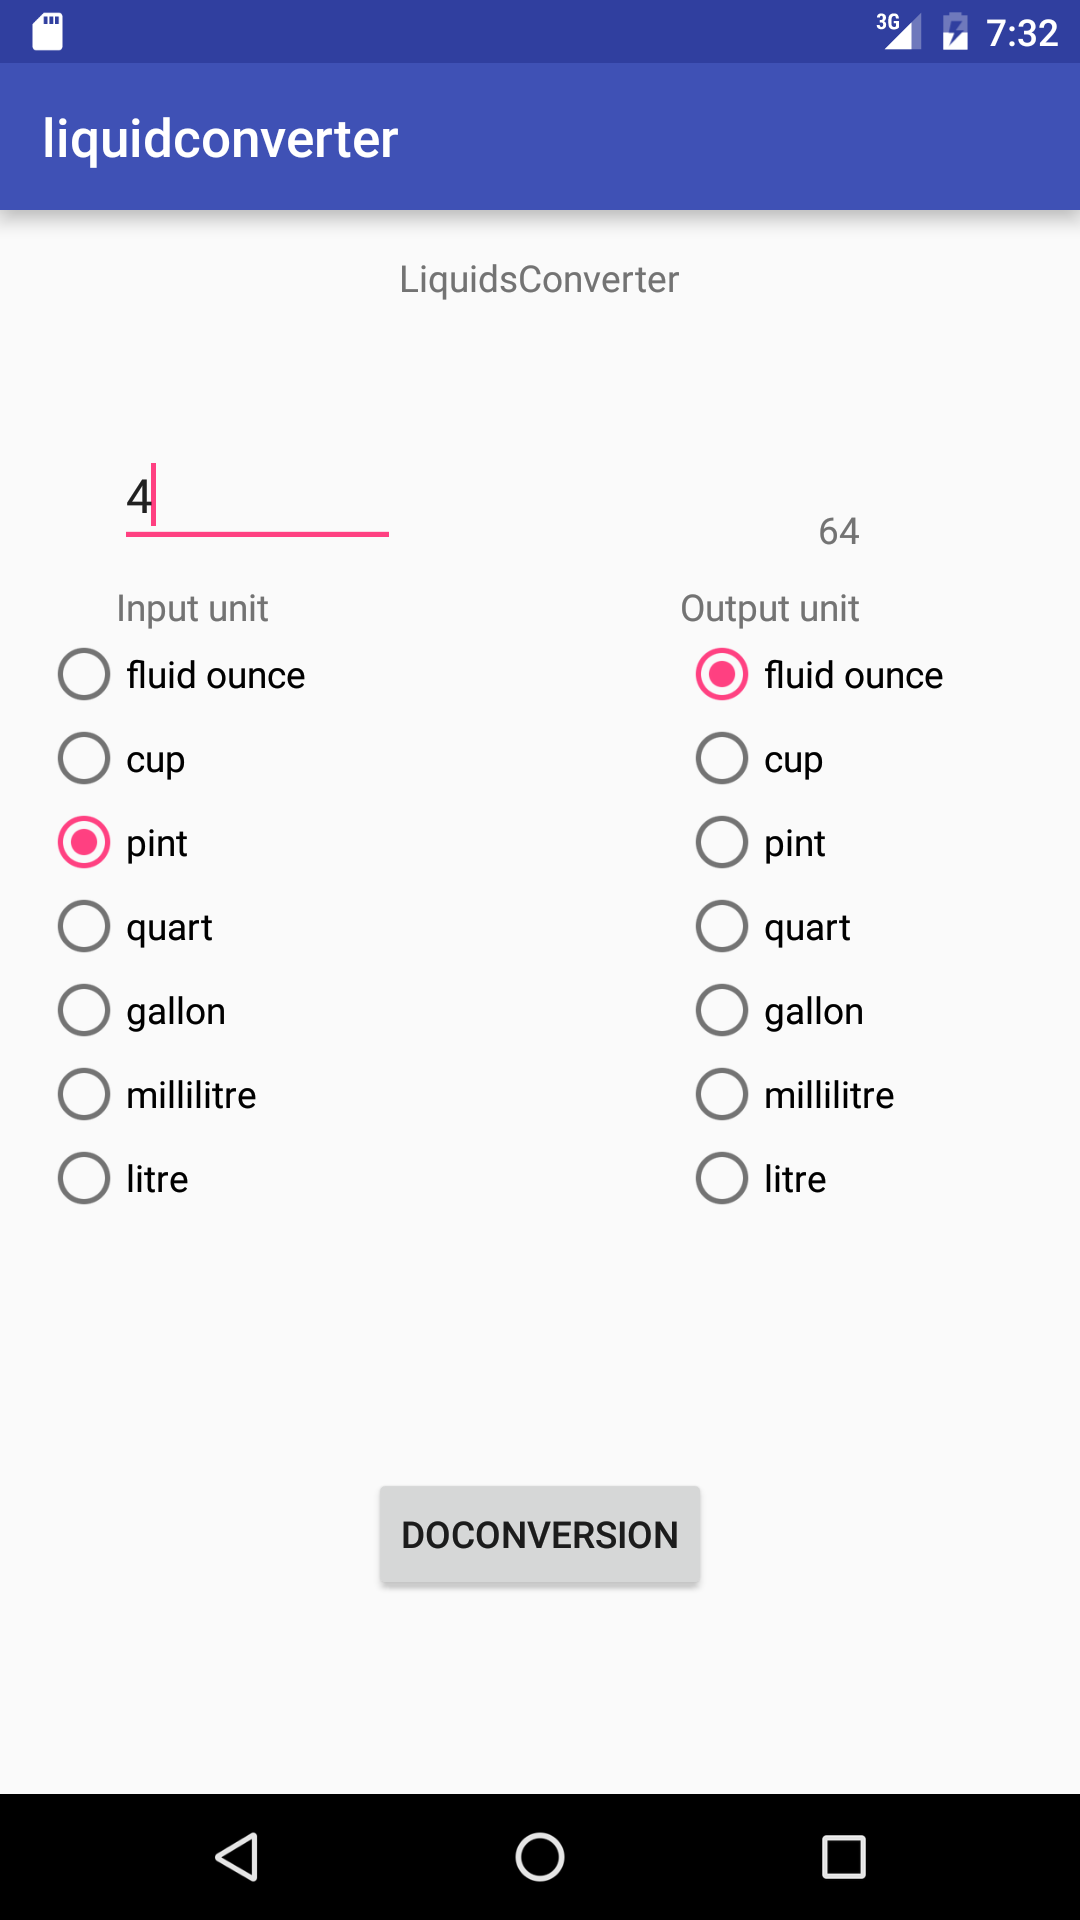 3G 7:32
liquidconverter
LiquidsConverter
4
64
Input unit Output unit
fluid ounce fluid ounce
cup cup
pint pint
quart quart
gallon gallon
millilitre millilitre
litre litre
DOCONVERSION